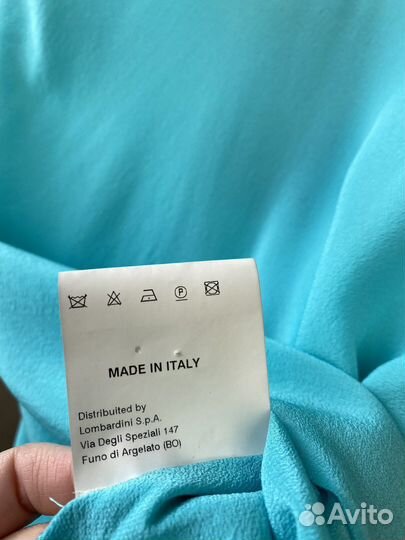 P
MADE IN ITALY
Distribuited by
Lombardini S.p.A.
Via Degli Speziali 147
Funo di Argelato (BO)
Avito